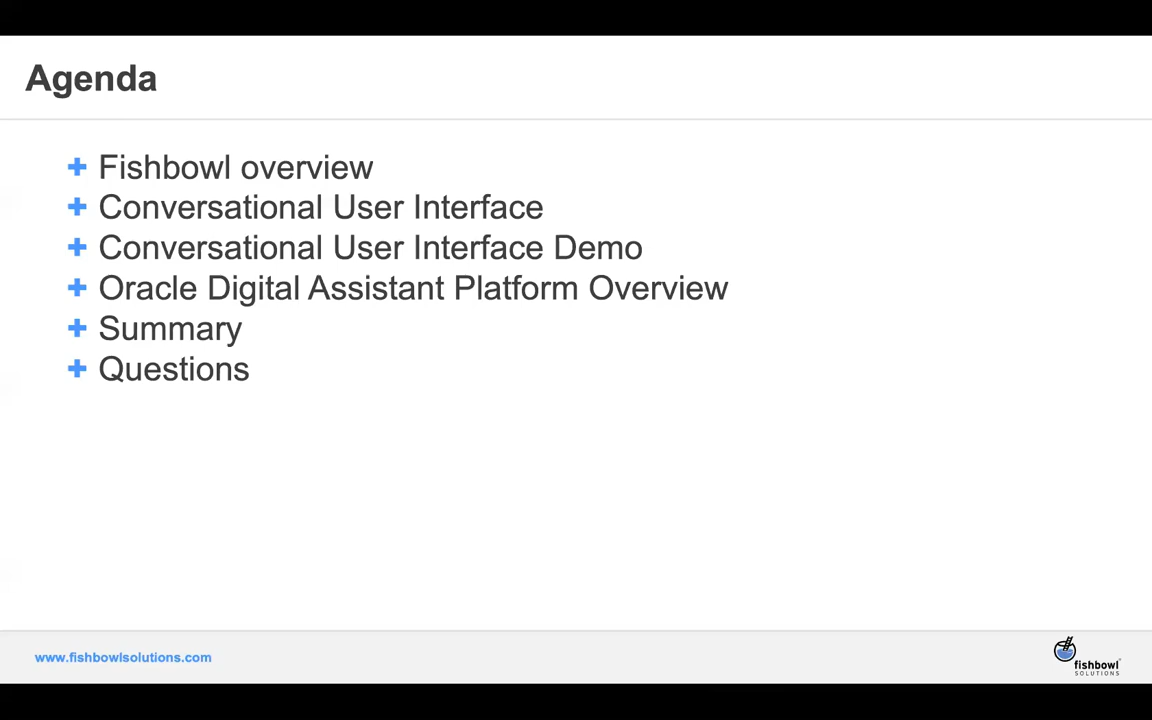 Agenda
Fishbowl overview
Conversational User Interface
Conversational User Interface Demo
Oracle Digital Assistant Platform Overview
Summary
Questions
www.fishbowlsolutions.com
fishbowl
SOLUTIONS